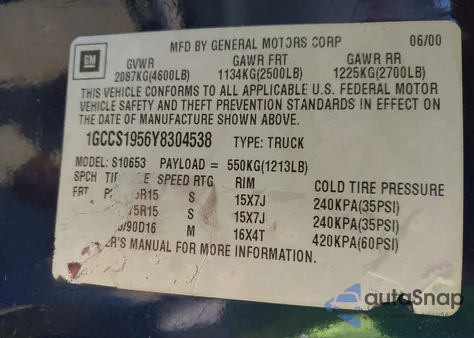 MFD BY GENERAL MOTORS CORP 06/00
GM
GVWR GAWR FRT GAWR RR
2087KG(4600LB) 1134KG(2500LB) 1225KG(2700LB)
THIS VEHICLE CONFORMS TO ALL APPLICABLE U.S. FEDERAL MOTOR
VEHICLE SAFETY AND THEFT PREVENTION STANDARDS IN EFFECT ON
THE DATE OF MANUFACTURE SHOWN ABOVE.
1GCCS1956Y8304538 TYPE: TRUCK
MODEL: S10653 PAYLOAD = 550KG(1213LB)
SPEED RTG RIM COLD TIRE PRESSURE
FRT S 15X7J 240KPA(35PSI)
R15 S 15X7J 240KPA(35PSI)
/90D16 M 16X4T 420KPA(60PSI)
'S MANUAL FOR MORE INFORMATION.
autoSnap